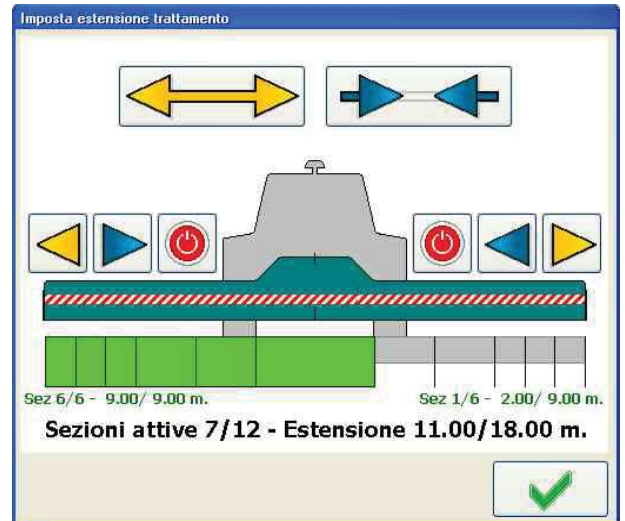 Imposta estensione trattamento
Sez 6/6 - 9.00/ 9.00 m.
Sez 1/6 - 2.00/ 9.00 m.
Sezioni attive 7/12 - Estensione 11.00/18.00 m.